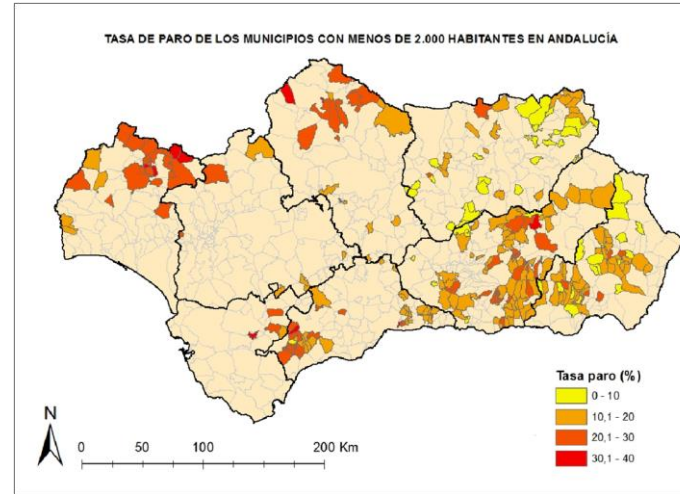 TASA DE PARO DE LOS MUNICIPIOS CON MENOS DE 2.000 HABITANTES EN ANDALUCÍA
Tasa paro (%)
0 - 10
10,1 - 20
20,1 - 30
30,1 - 40
N
0 50 100 200 Km